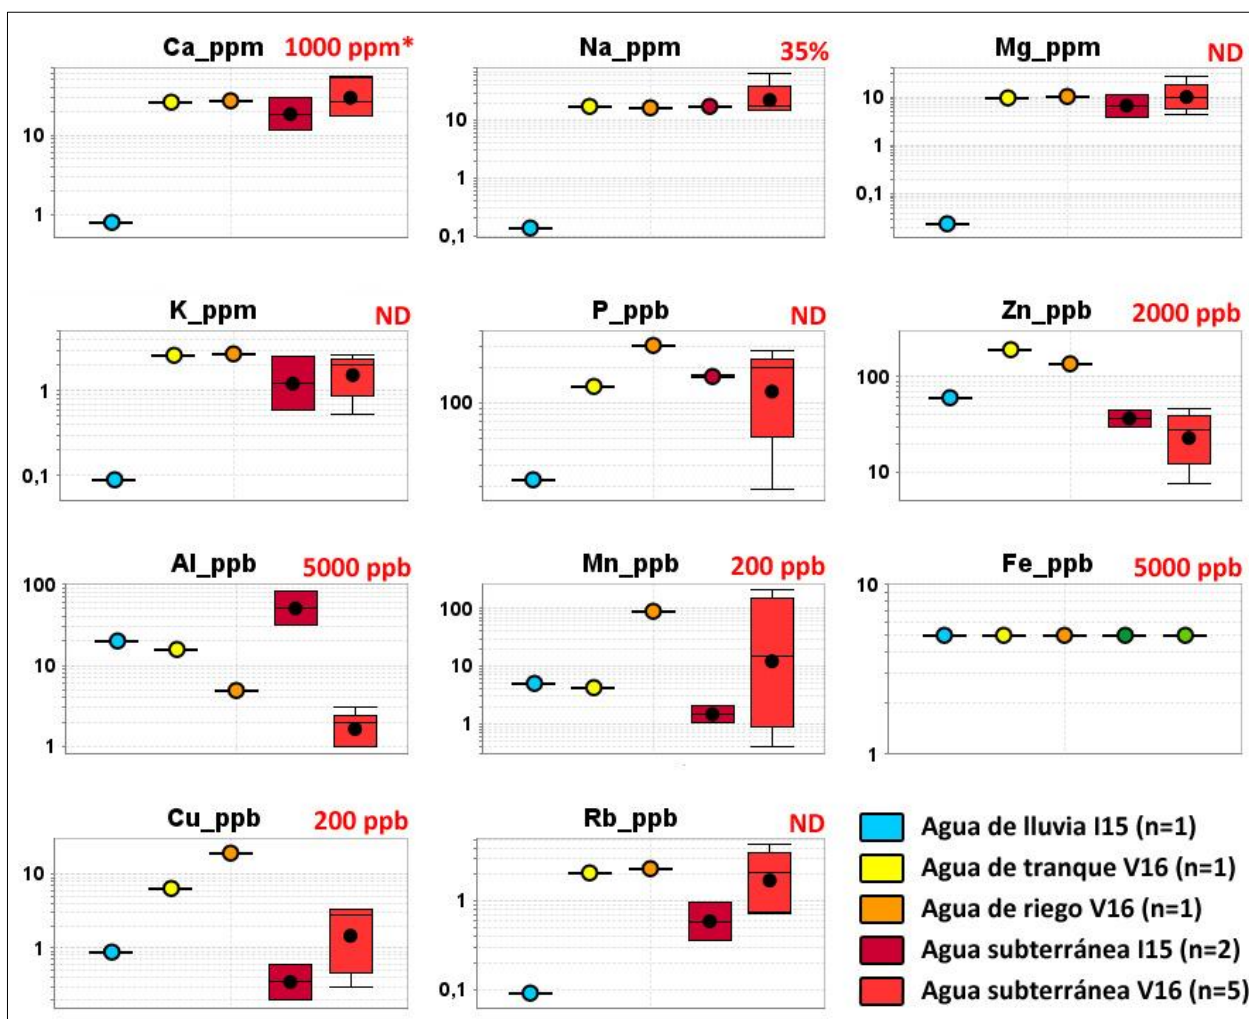 Ca_ppm 1000 ppm*
10
1
Na_ppm 35%
10
1
0,1
Mg_ppm ND
10
1
0,1
K_ppm ND
1
0,1
P_ppb ND
100
Zn_ppb 2000 ppb
100
10
Al_ppb 5000 ppb
100
10
1
Mn_ppb 200 ppb
100
10
1
Fe_ppb 5000 ppb
10
1
Cu_ppb 200 ppb
10
1
Rb_ppb ND
1
0,1
Agua de lluvia I15 (n=1)
Agua de tranque V16 (n=1)
Agua de riego V16 (n=1)
Agua subterránea I15 (n=2)
Agua subterránea V16 (n=5)